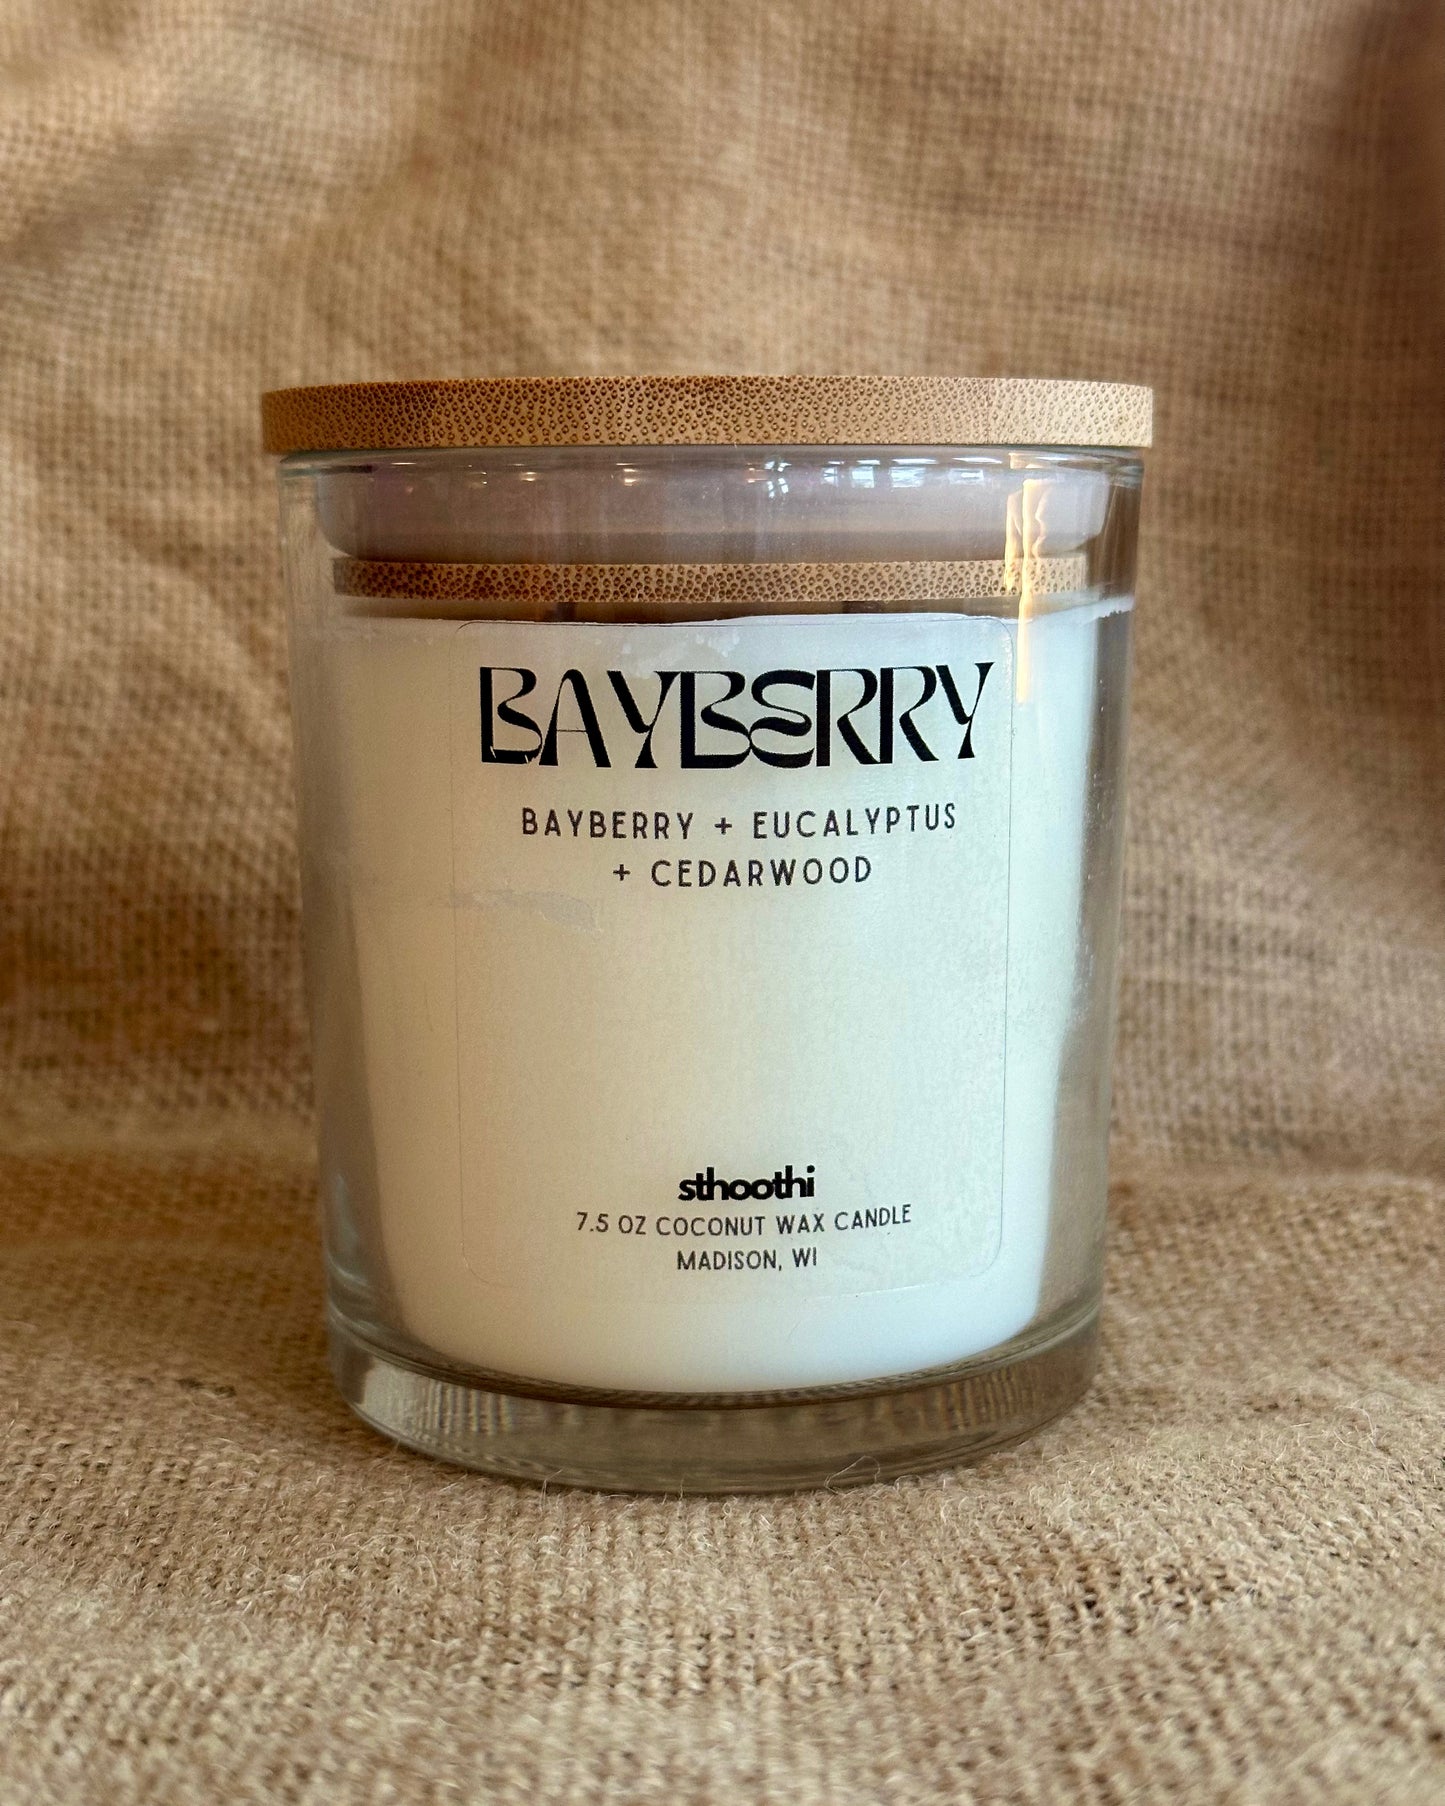 BAYBERRY
BAYBERRY + EUCALYPTUS
+ CEDARWOOD
sthoothi
7.5 OZ COCONUT WAX CANDLE
MADISON, WI